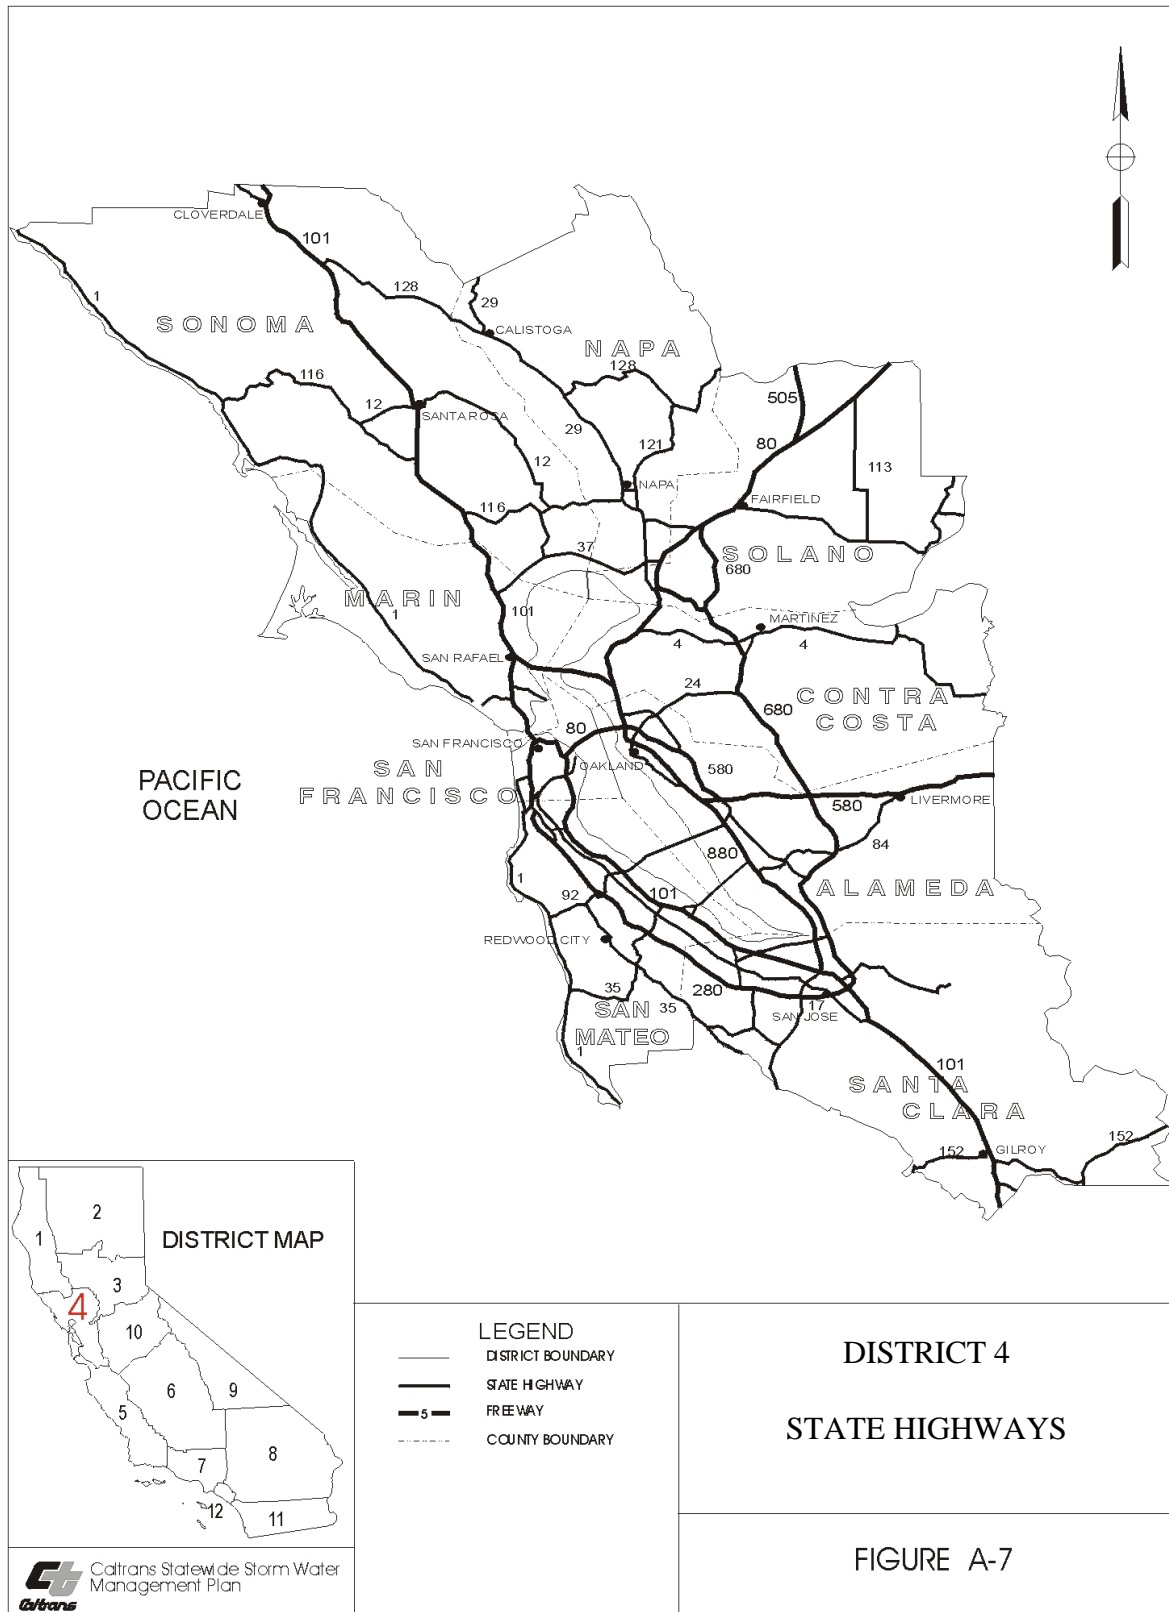 CLOVERDALE
101
128
29
1
CALISTOGA
SONOMA
NAPA
128
116
505
12
SANTA ROSA
29
121
80
12
113
NAPA
FAIRFIELD
116
37
SOLANO
680
MARIN
101
1
MARTINEZ
4
4
SAN RAFAEL
24
CONTRA
COSTA
680
80
SAN FRANCISCO
OAKLAND
580
SAN
FRANCISCO
PACIFIC
OCEAN
580
LIVERMORE
84
880
1
92
101
ALAMEDA
REDWOOD CITY
35
280
35
17
SAN JOSE
SAN
MATEO
1
101
SANTA
CLARA
152
152
GILROY
DISTRICT MAP
1
2
3
4
10
6
9
5
7
8
12
11
LEGEND
DISTRICT BOUNDARY
STATE HIGHWAY
5
FREEWAY
COUNTY BOUNDARY
DISTRICT 4
STATE HIGHWAYS
FIGURE A-7
Caltrans Statewide Storm Water
Management Plan
ct
Caltrans